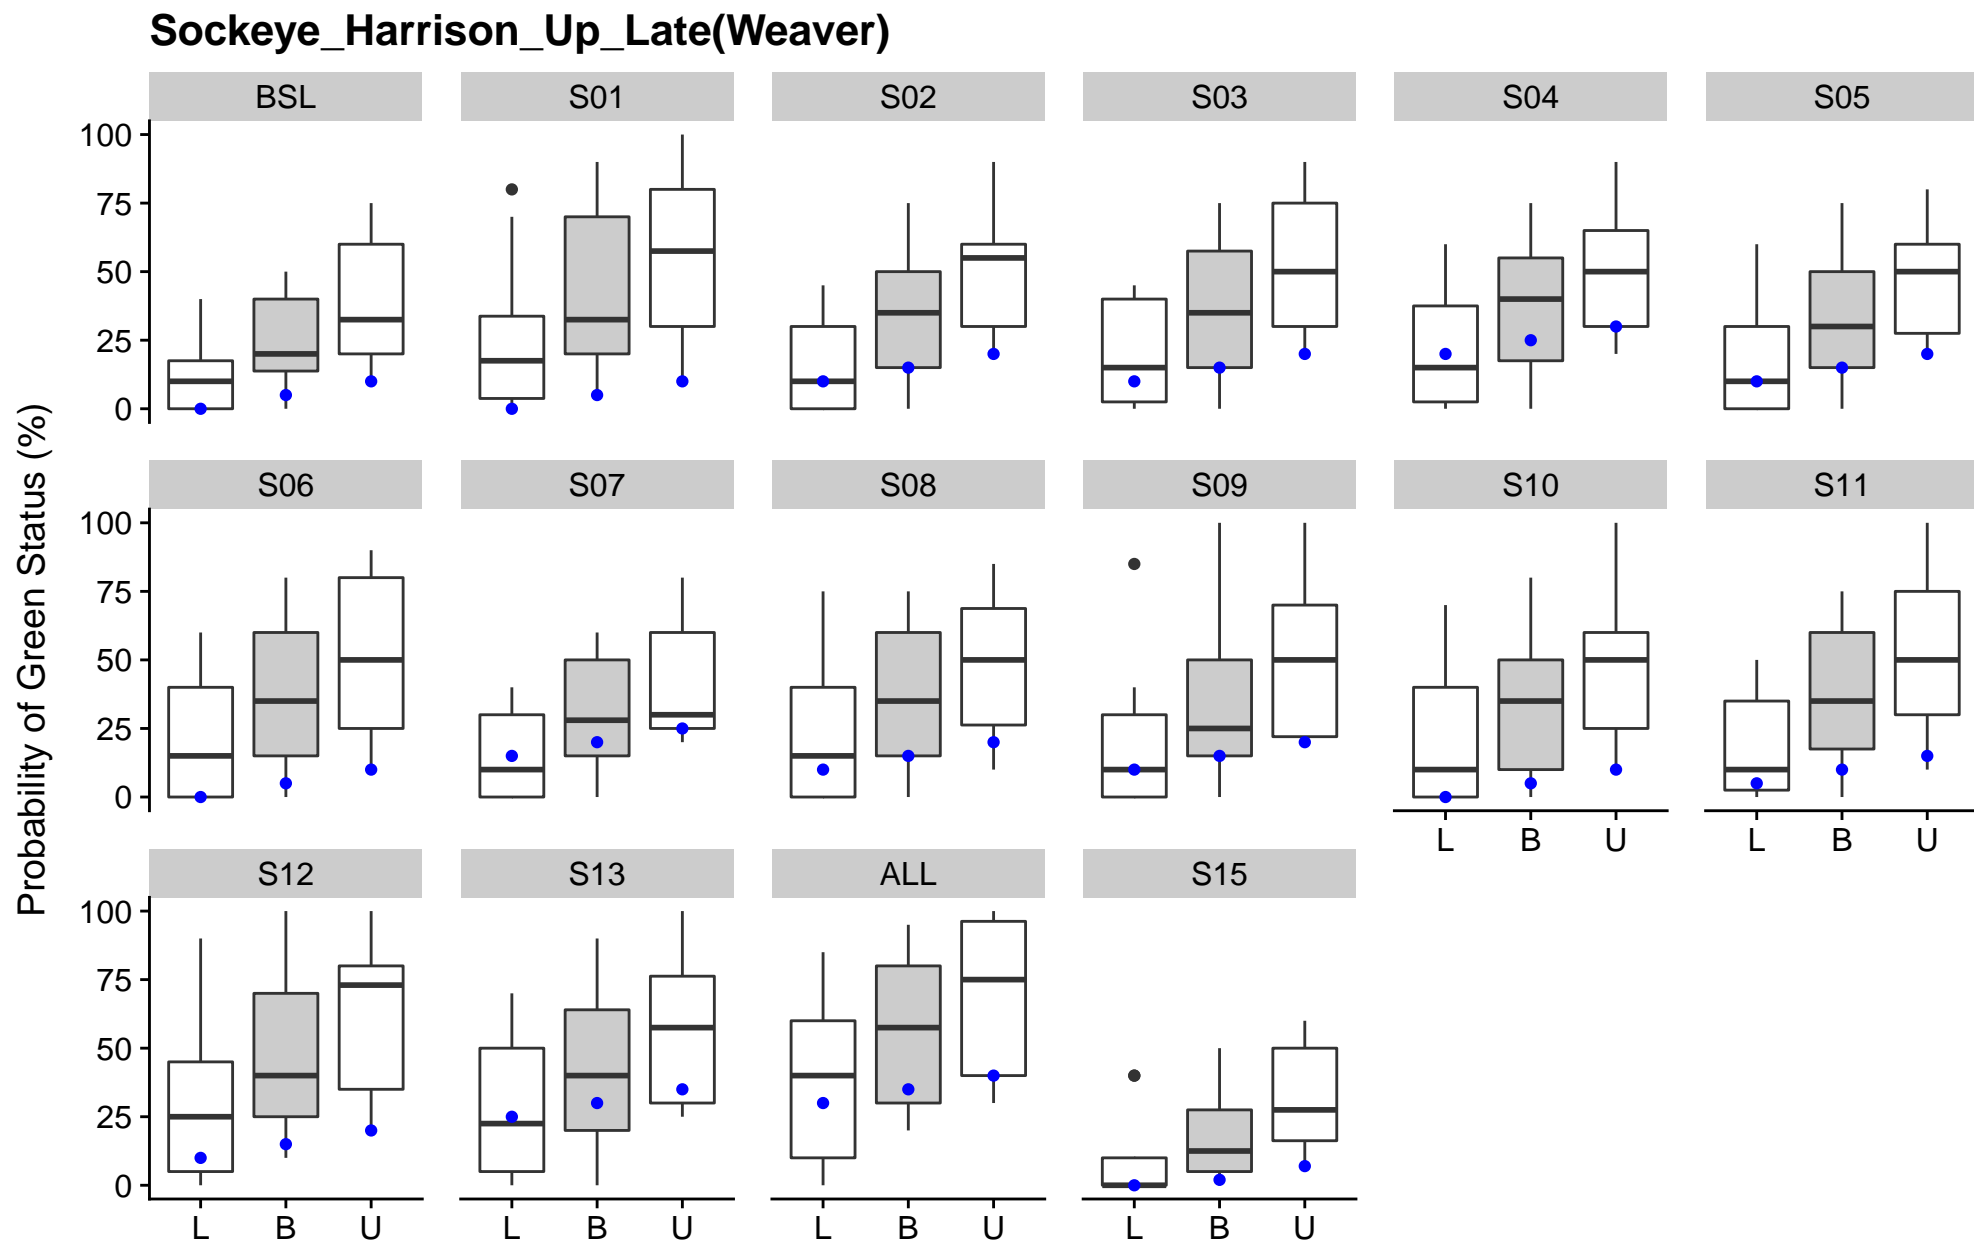 Sockeye_Harrison_Up_Late(Weaver)
Probability of Green Status (%)
BSL S01 S02 S03 S04 S05
100
75
50
25
0
S06 S07 S08 S09 S10 S11
100
75
50
25
0
L B U L B U
S12 S13 ALL S15
100
75
50
25
0
L B U L B U L B U L B U